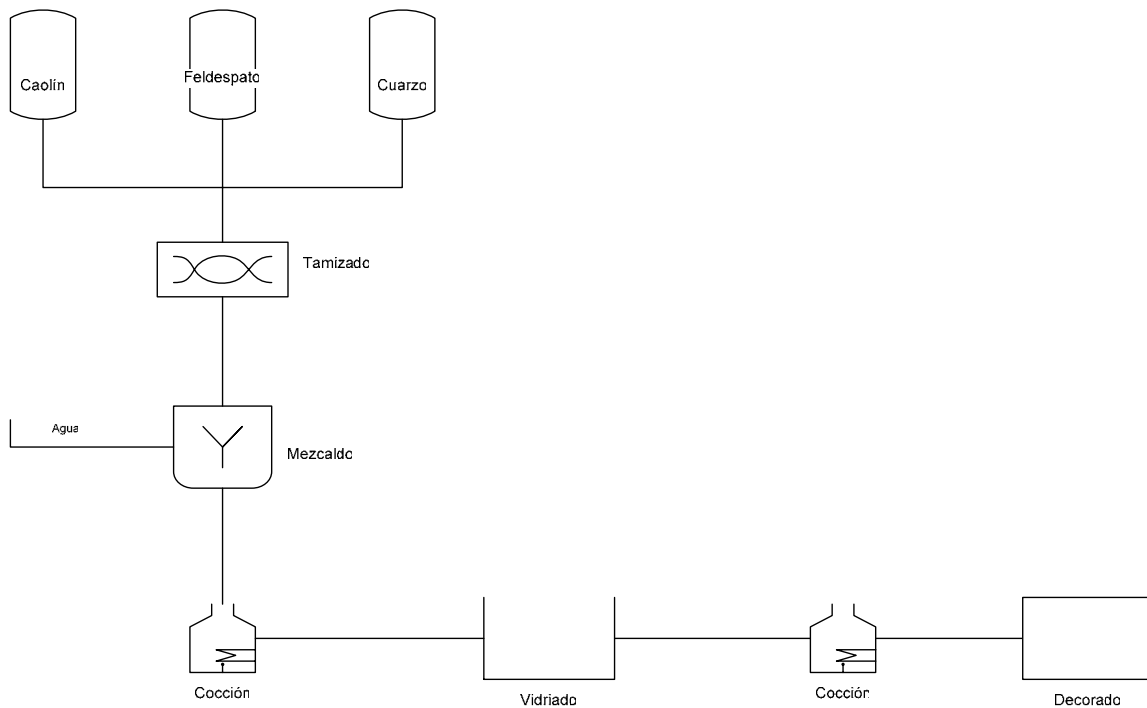 Caolín
Feldespato
Cuarzo
Tamizado
Agua
Mezcaldo
Cocción
Vidriado
Cocción
Decorado